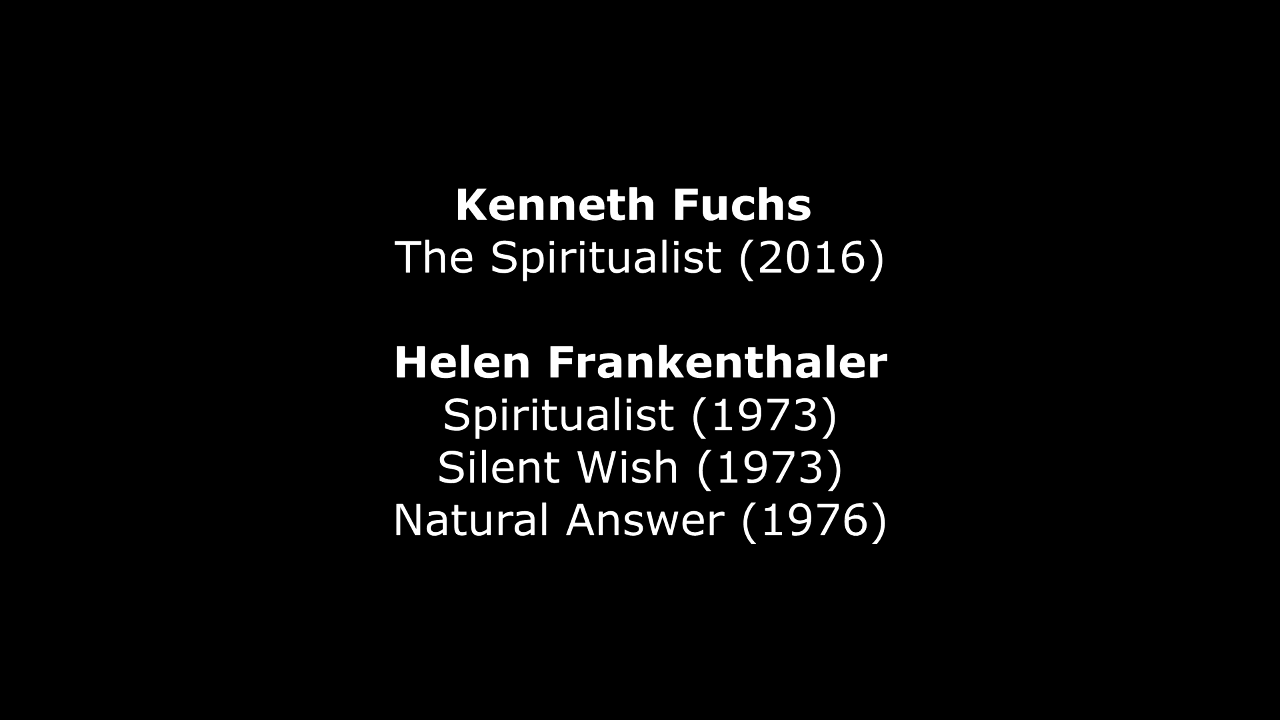 Kenneth Fuchs
The Spiritualist (2016)
Helen Frankenthaler
Spiritualist (1973)
Silent Wish (1973)
Natural Answer (1976)